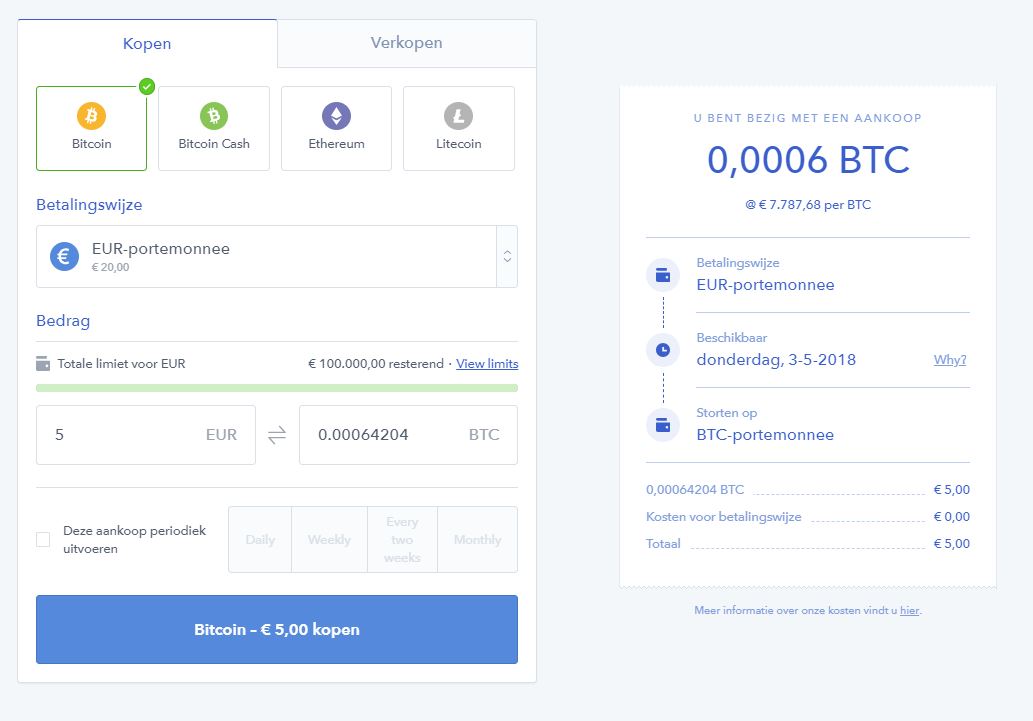 Kopen
Verkopen
Bitcoin
Bitcoin Cash
Ethereum
Litecoin
Betalingswijze
EUR-portemonnee
€ 20,00
Bedrag
Totale limiet voor EUR
€ 100.000,00 resterend · View limits
5 EUR
0.00064204 BTC
Deze aankoop periodiek
uitvoeren
Daily
Weekly
Every
two
weeks
Monthly
Bitcoin – € 5,00 kopen
U BENT BEZIG MET EEN AANKOOP
0,0006 BTC
@ € 7.787,68 per BTC
Betalingswijze
EUR-portemonnee
Beschikbaar
donderdag, 3-5-2018 Why?
Storten op
BTC-portemonnee
0,00064204 BTC € 5,00
Kosten voor betalingswijze € 0,00
Totaal € 5,00
Meer informatie over onze kosten vindt u hier.